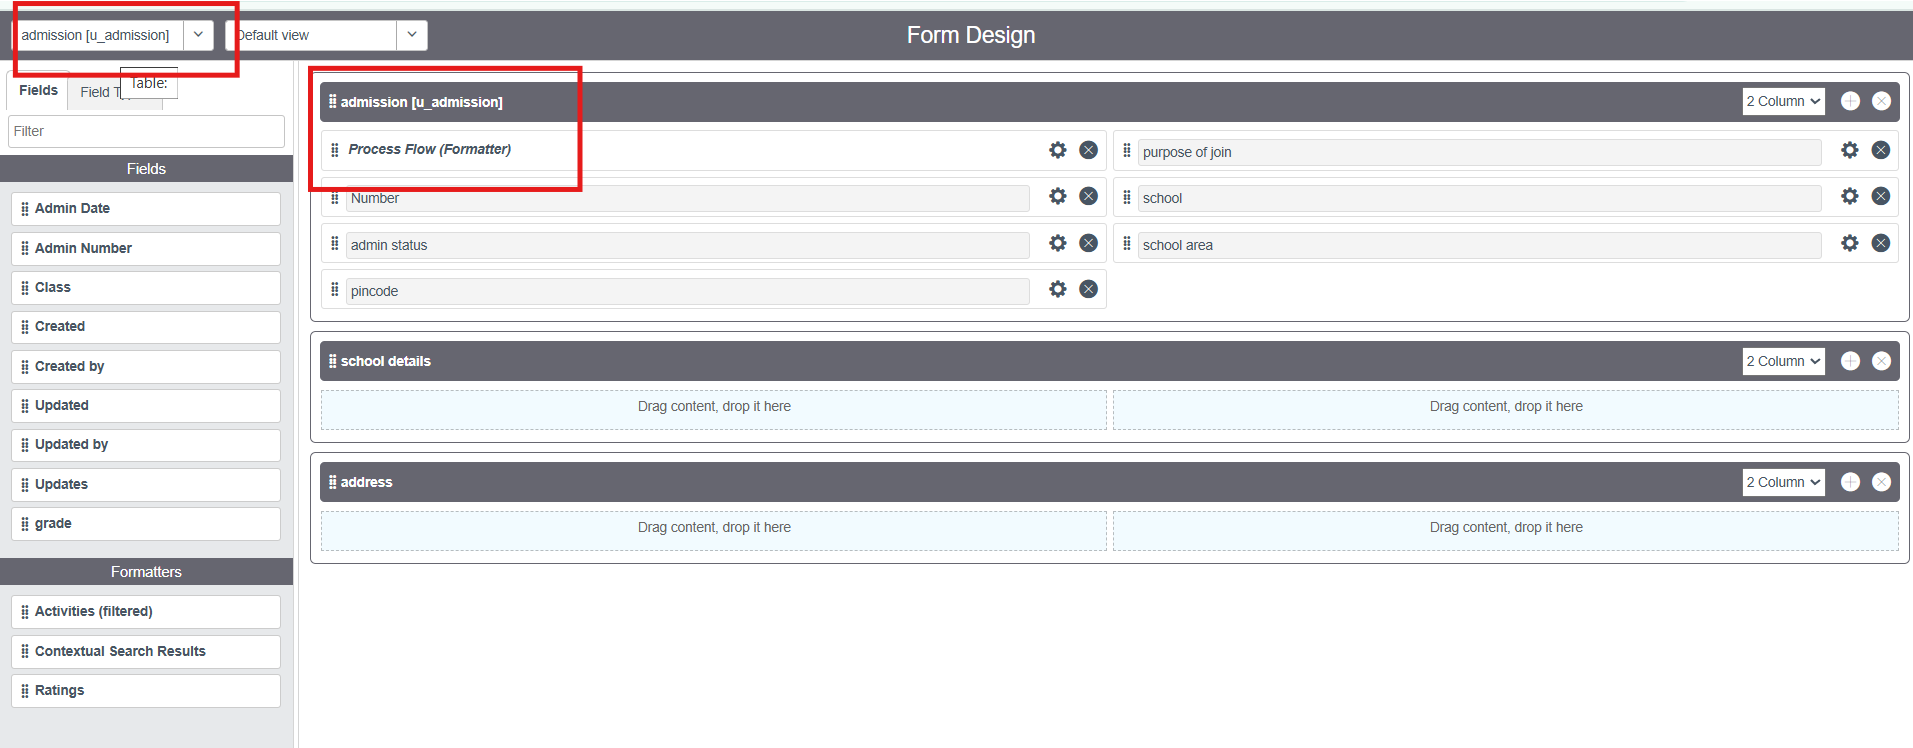 admission [u_admission]
Default view
Form Design
Table:
Fields
Field
Filter
Fields
Admin Date
Admin Number
Class
Created
Created by
Updated
Updated by
Updates
grade
Formatters
Activities (filtered)
Contextual Search Results
Ratings
admission [u_admission]
2 Column
Process Flow (Formatter)
purpose of join
Number
school
admin status
school area
pincode
school details
2 Column
Drag content, drop it here
Drag content, drop it here
address
2 Column
Drag content, drop it here
Drag content, drop it here